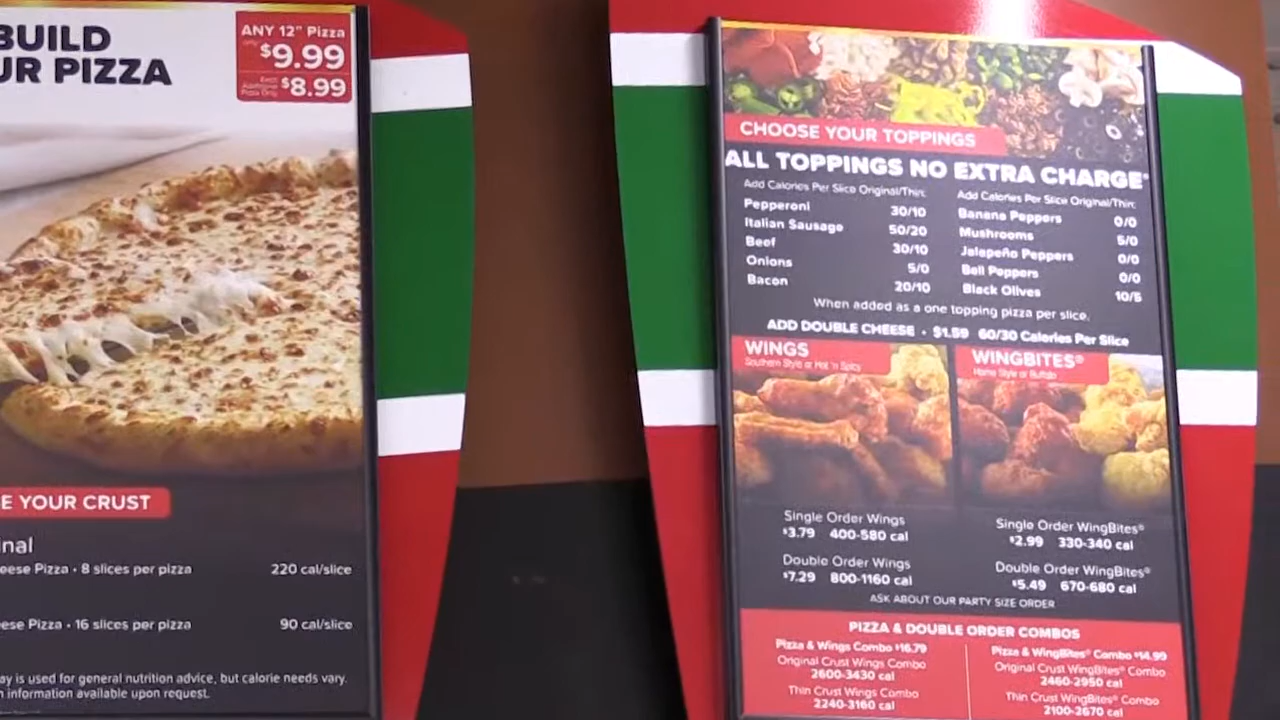 BUILD
UR PIZZA
ANY 12" Pizza
$9.99
Each
Additional
Pizza Only
$8.99
E YOUR CRUST
nal
eese Pizza • 8 slices per pizza 220 cal/slice
ese Pizza • 16 slices per pizza 90 cal/slice
ay is used for general nutrition advice, but calorie needs vary.
n information available upon request.
CHOOSE YOUR TOPPINGS
ALL TOPPINGS NO EXTRA CHARGE*
Add Calories Per Slice Original/Thin:
Pepperoni 30/10
Italian Sausage 50/20
Beef 30/10
Onions 5/0
Bacon 20/10
Add Calories Per Slice Original/Thin:
Banana Peppers 0/0
Mushrooms 5/0
Jalapeño Peppers 0/0
Bell Peppers 0/0
Black Olives 10/5
When added as a one topping pizza per slice.
ADD DOUBLE CHEESE • $1.59 60/30 Calories Per Slice
WINGS
Southern Style or Hot 'n Spicy
WINGBITES®
Home Style or Buffalo
Single Order Wings
$3.79 400-580 cal
Double Order Wings
$7.29 800-1160 cal
Single Order WingBites®
$2.99 330-340 cal
Double Order WingBites®
$5.49 670-680 cal
ASK ABOUT OUR PARTY SIZE ORDER
PIZZA & DOUBLE ORDER COMBOS
Pizza & Wings Combo $16.79
Original Crust Wings Combo
2600-3430 cal
Thin Crust Wings Combo
2240-3160 cal
Pizza & WingBites® Combo $14.99
Original Crust WingBites® Combo
2460-2950 cal
Thin Crust WingBites® Combo
2100-2670 cal